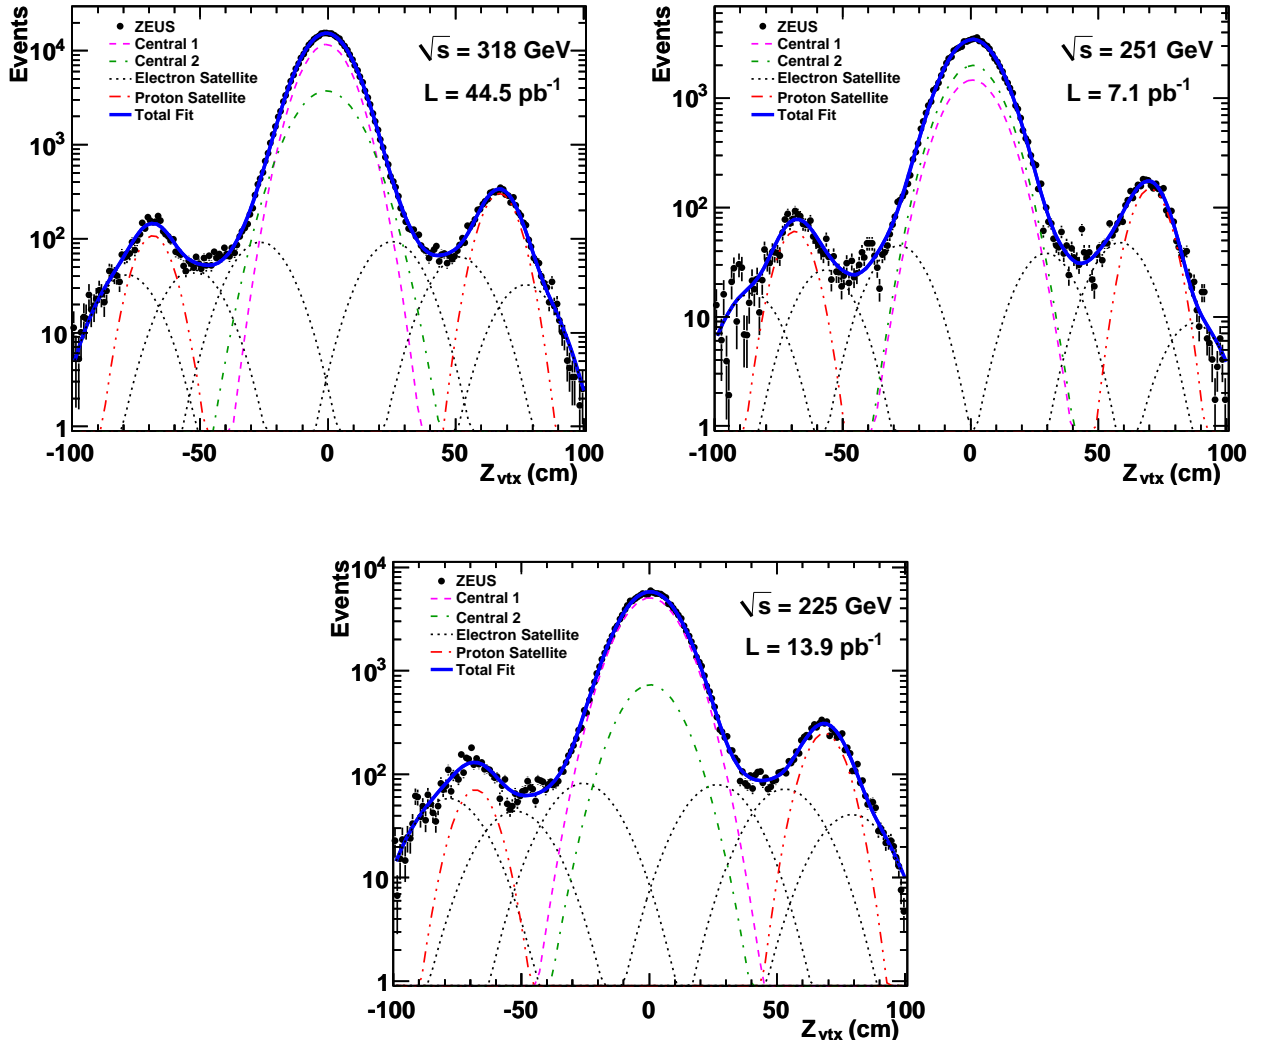 Events
ZEUS
Central 1
Central 2
Electron Satellite
Proton Satellite
Total Fit
√s = 318 GeV
L = 44.5 pb⁻¹
10⁴
10³
10²
10
1
-100 -50 0 50 100
Z_vtx (cm)
Events
ZEUS
Central 1
Central 2
Electron Satellite
Proton Satellite
Total Fit
√s = 251 GeV
L = 7.1 pb⁻¹
10³
10²
10
1
-100 -50 0 50 100
Z_vtx (cm)
Events
ZEUS
Central 1
Central 2
Electron Satellite
Proton Satellite
Total Fit
√s = 225 GeV
L = 13.9 pb⁻¹
10⁴
10³
10²
10
1
-100 -50 0 50 100
Z_vtx (cm)